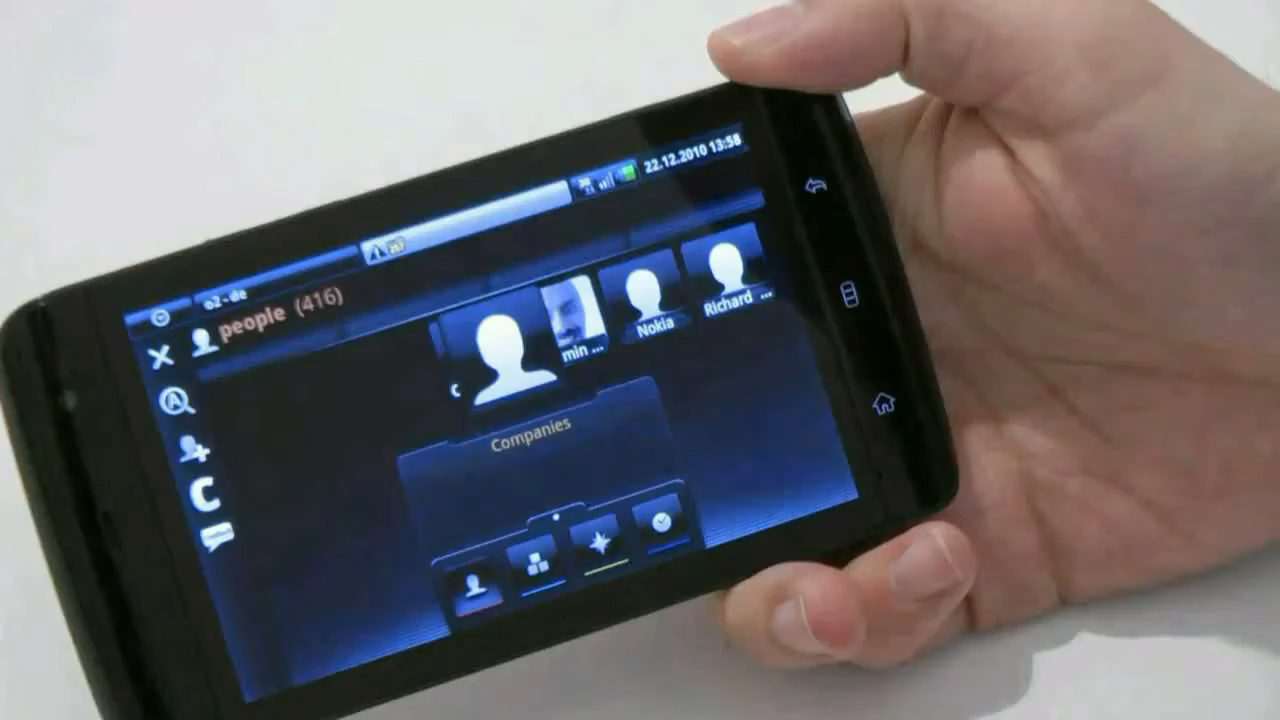 22.12.2010 13:58
o2 - de
people (416)
C
min ...
Nokia
Richard ...
Companies
C